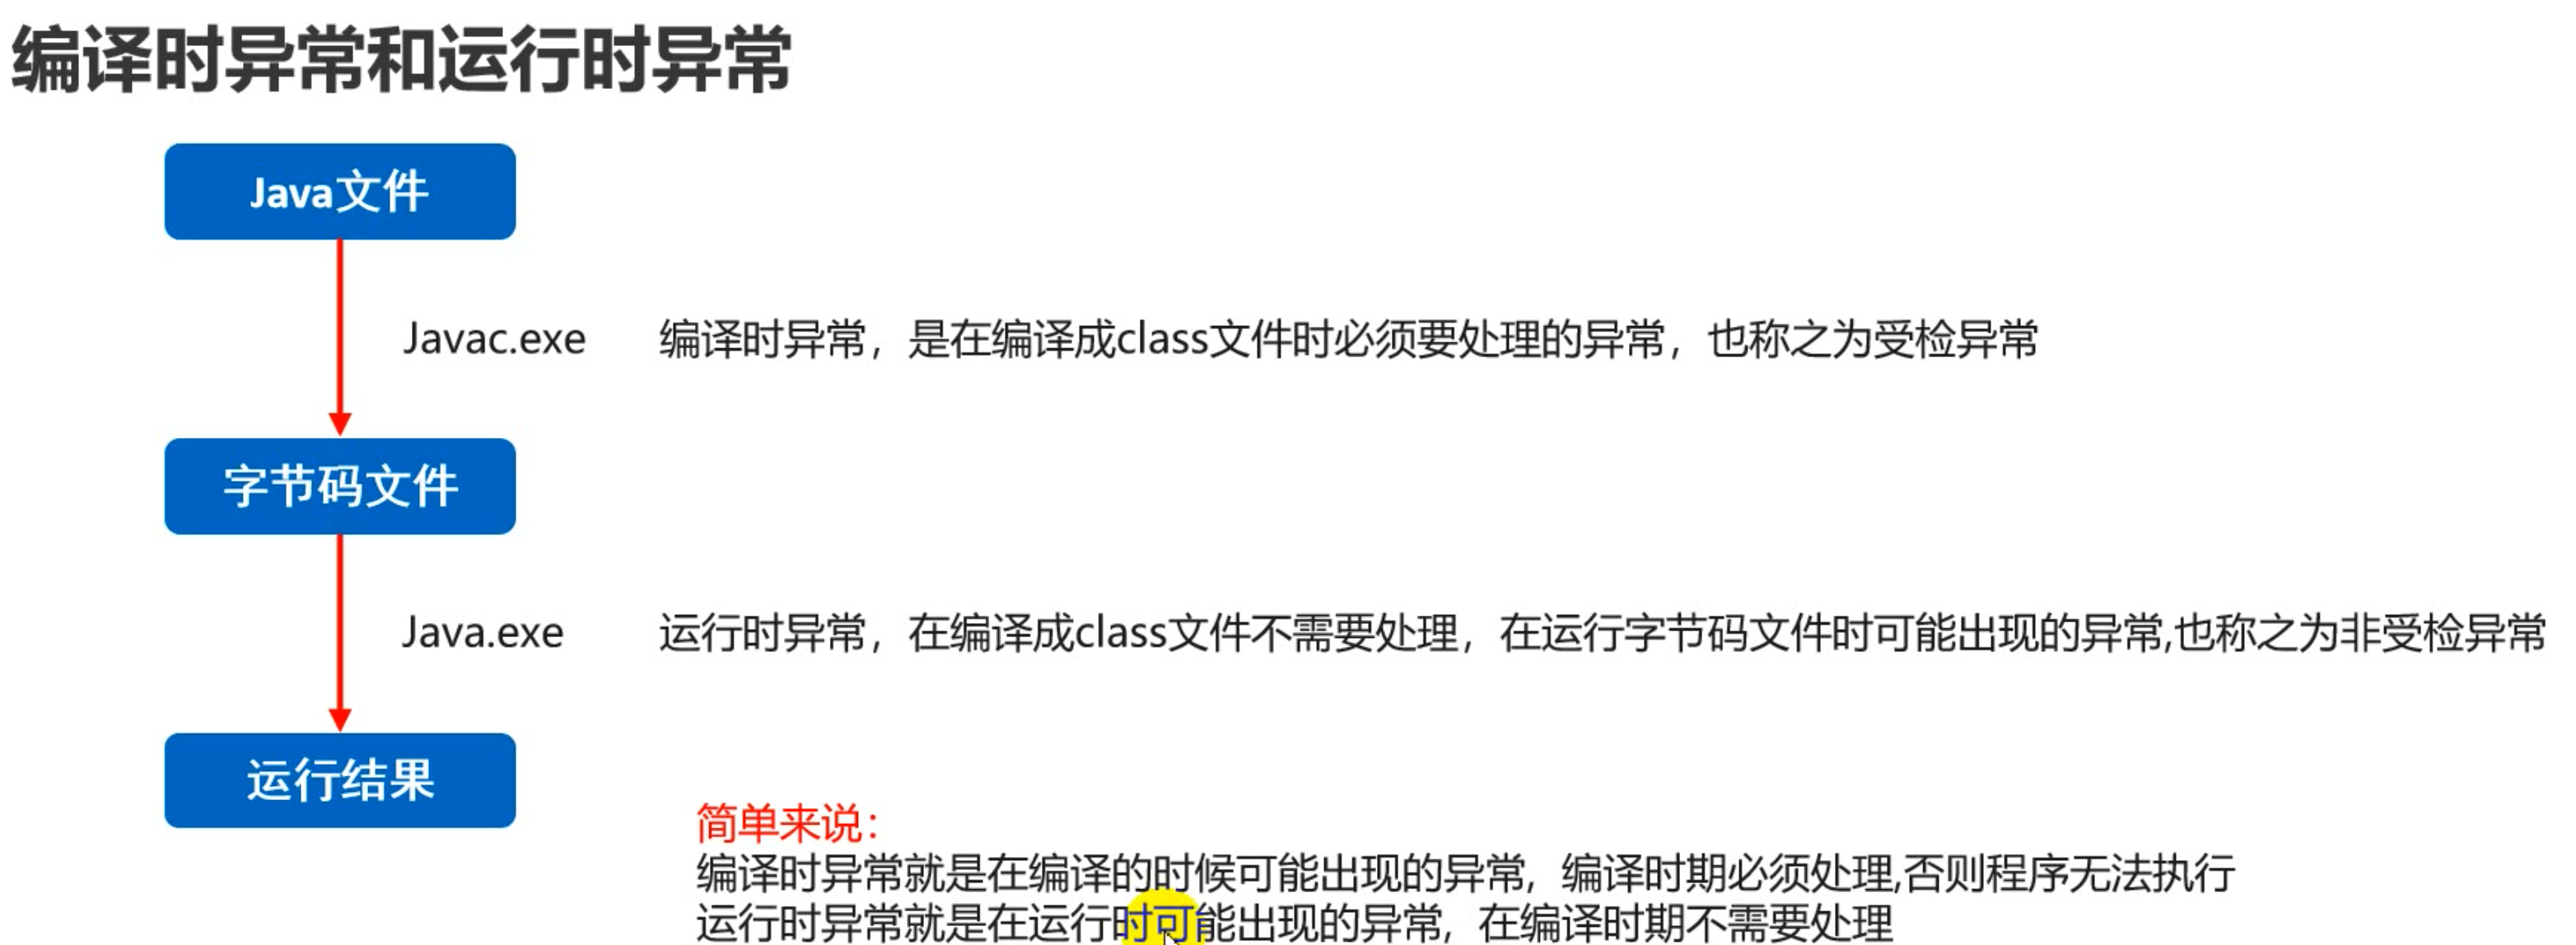 编译时异常和运行时异常
Java文件
Javac.exe 编译时异常，是在编译成class文件时必须要处理的异常，也称之为受检异常
字节码文件
Java.exe 运行时异常，在编译成class文件不需要处理，在运行字节码文件时可能出现的异常,也称之为非受检异常
运行结果
简单来说：
编译时异常就是在编译的时候可能出现的异常，编译时期必须处理,否则程序无法执行
运行时异常就是在运行时可能出现的异常，在编译时期不需要处理